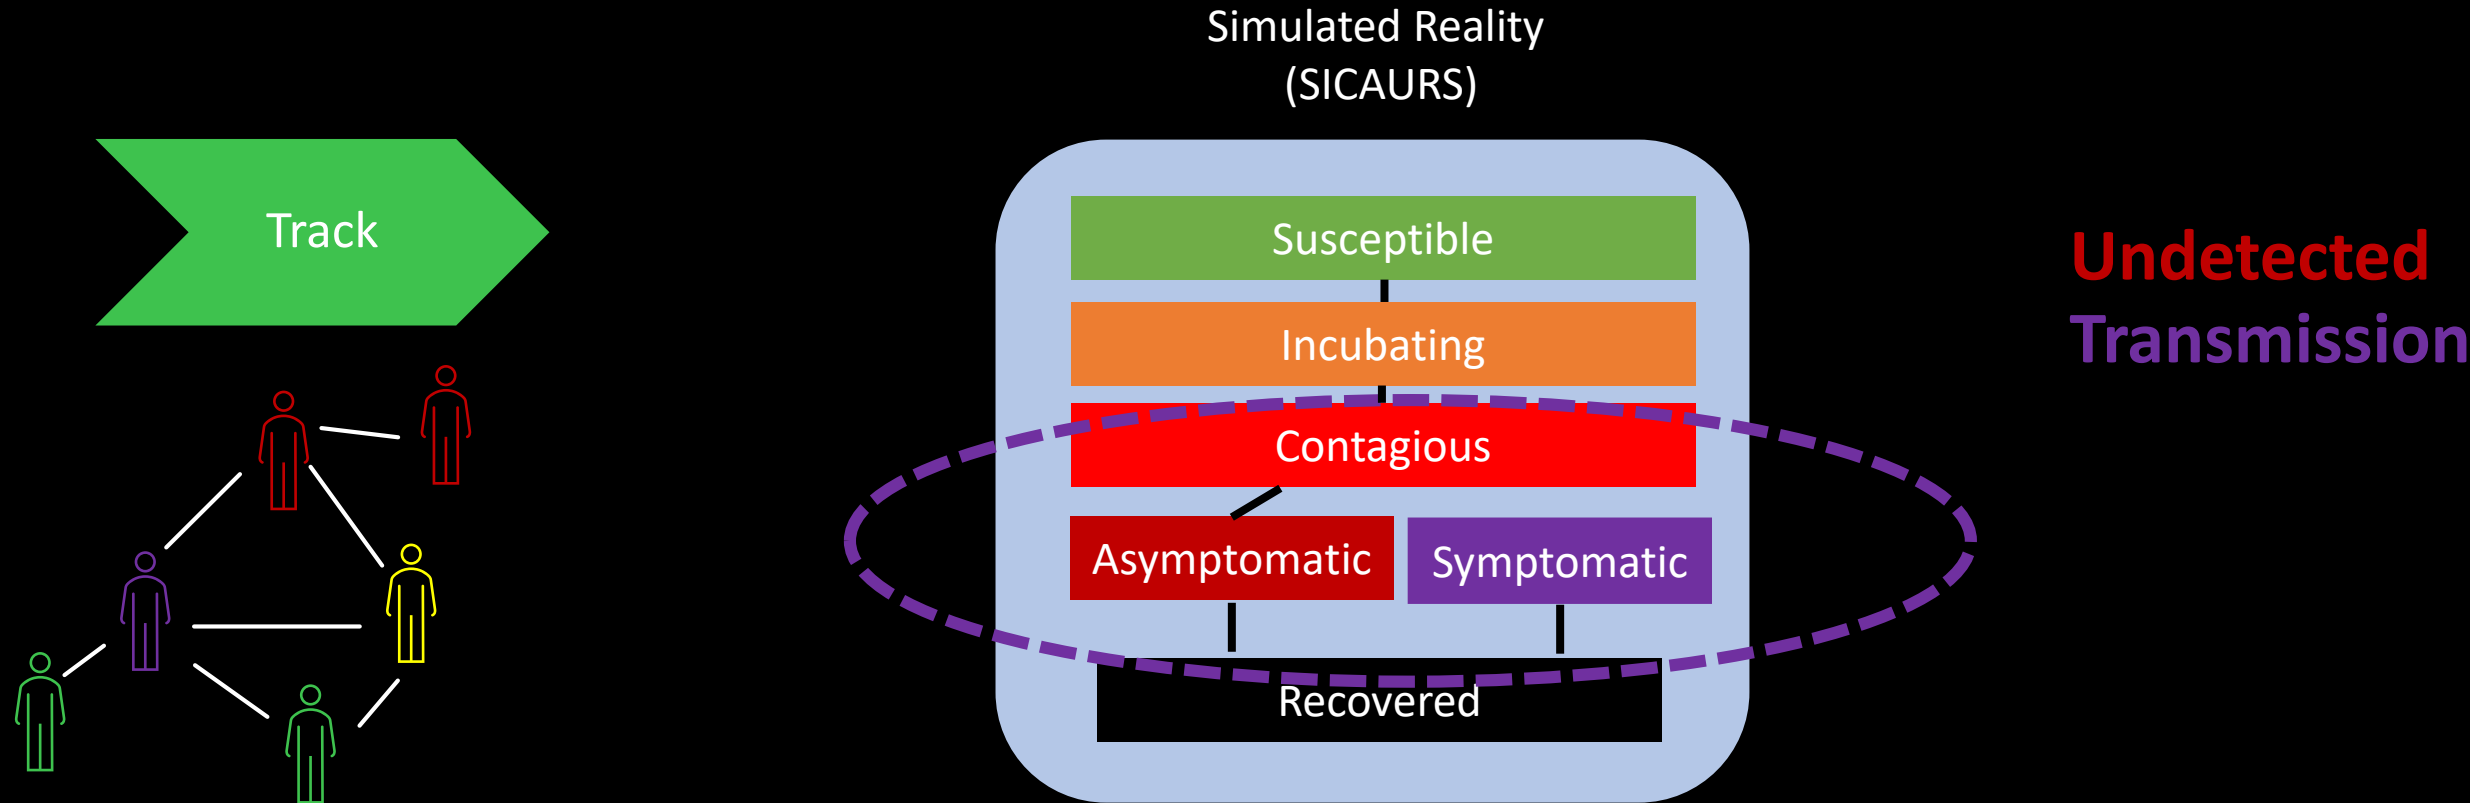 Simulated Reality
(SICAURS)
Track
Susceptible
Incubating
Contagious
Asymptomatic
Symptomatic
Recovered
Undetected
Transmission